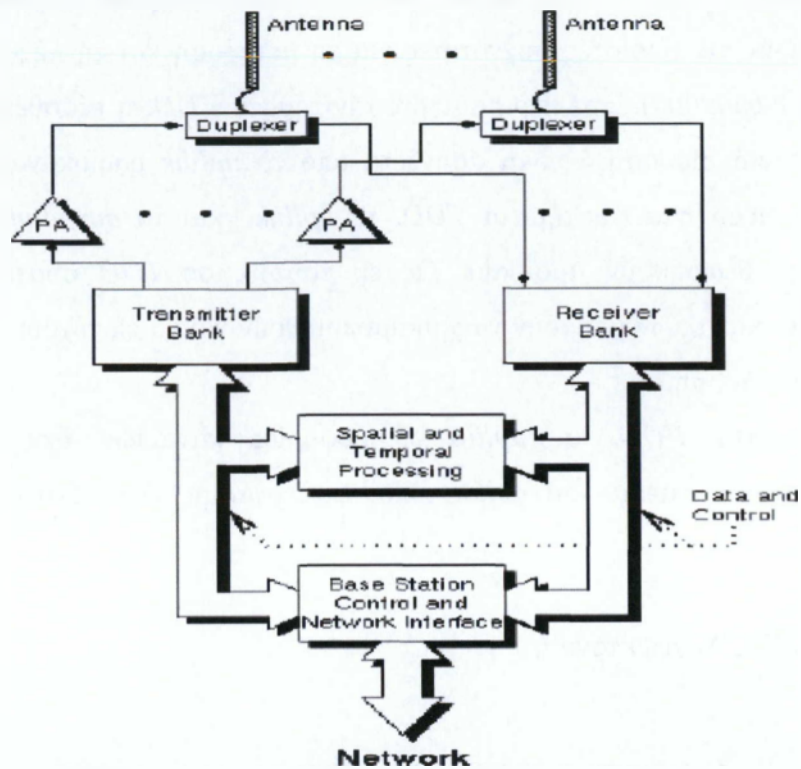 Antenna
Antenna
Duplexer
Duplexer
PA
PA
Transmitter
Bank
Receiver
Bank
Spatial and
Temporal
Processing
Data and
Control
Base Station
Control and
Network Interface
Network